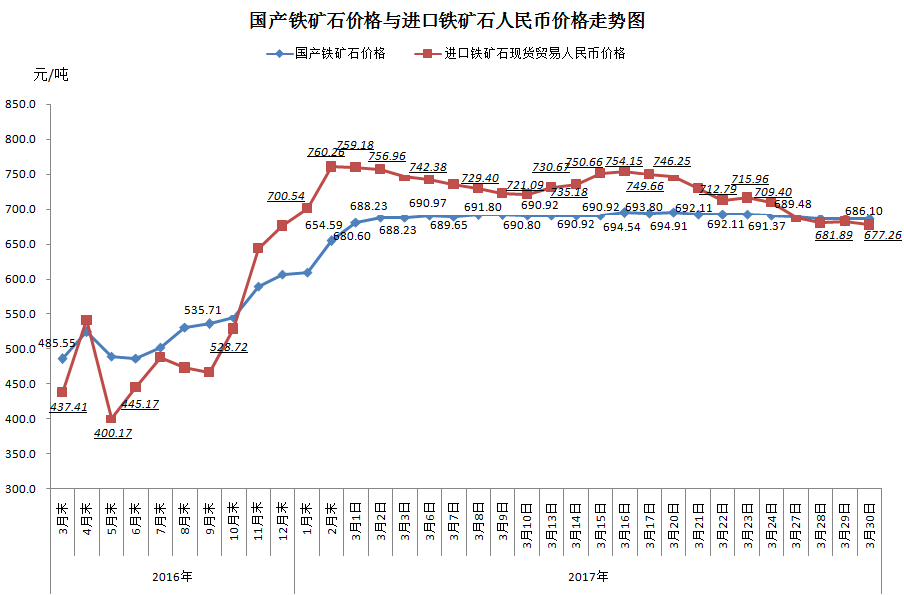 国产铁矿石价格与进口铁矿石人民币价格走势图
国产铁矿石价格 进口铁矿石现货贸易人民币价格
元/吨
850.0
800.0
750.0
700.0
650.0
600.0
550.0
500.0
450.0
400.0
350.0
300.0
485.55
437.41
400.17
445.17
535.71
528.72
700.54
654.59
760.26
680.60
759.18
688.23
756.96
688.23
742.38
690.97
689.65
729.40
691.80
721.09
690.80
690.92
730.67
735.18
690.92
750.66
690.92
754.15
694.54
749.66
693.80
746.25
694.91
692.11
712.79
692.11
715.96
691.37
709.40
689.48
681.89
686.10
677.26
3月末
4月末
5月末
6月末
7月末
8月末
9月末
10月末
11月末
12月末
1月末
2月末
3月1日
3月2日
3月3日
3月6日
3月7日
3月8日
3月9日
3月10日
3月13日
3月14日
3月15日
3月16日
3月17日
3月20日
3月21日
3月22日
3月23日
3月24日
3月27日
3月28日
3月29日
3月30日
2016年
2017年